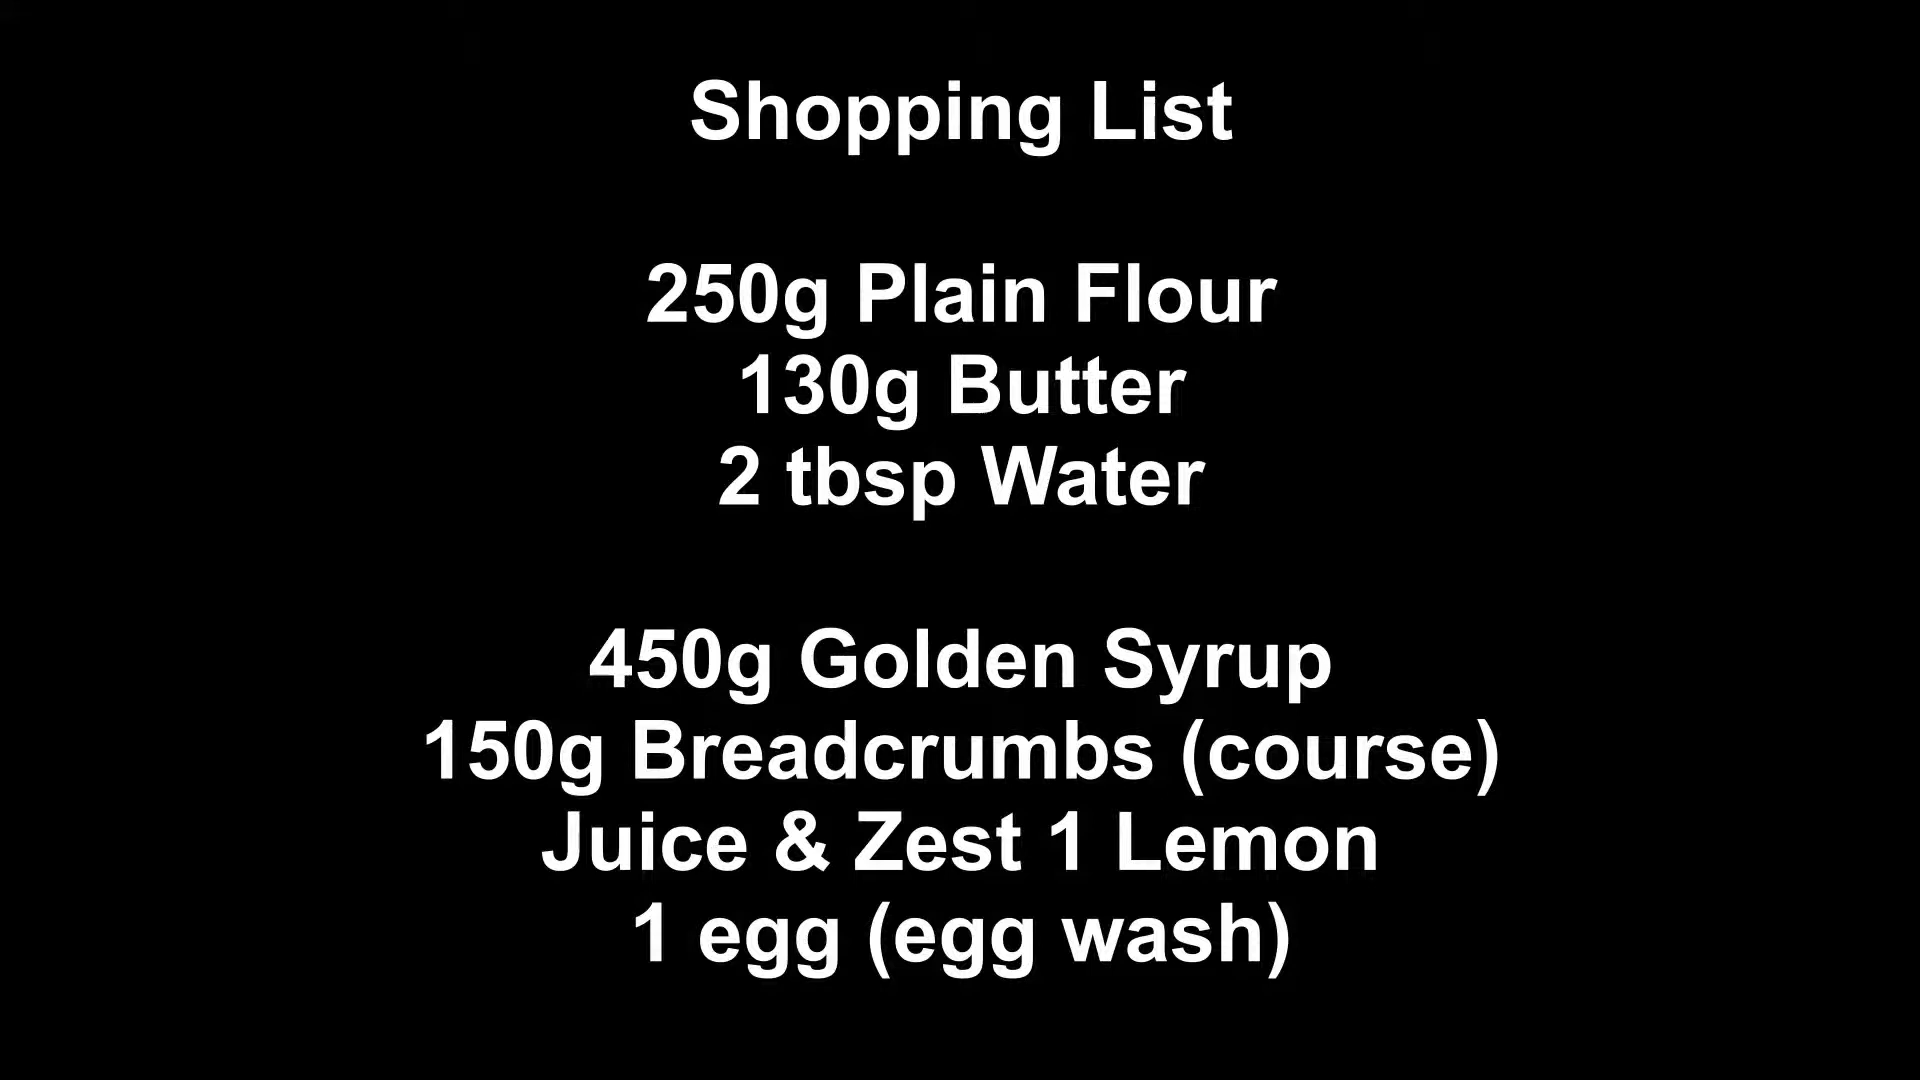 Shopping List
250g Plain Flour
130g Butter
2 tbsp Water
450g Golden Syrup
150g Breadcrumbs (course)
Juice & Zest 1 Lemon
1 egg (egg wash)